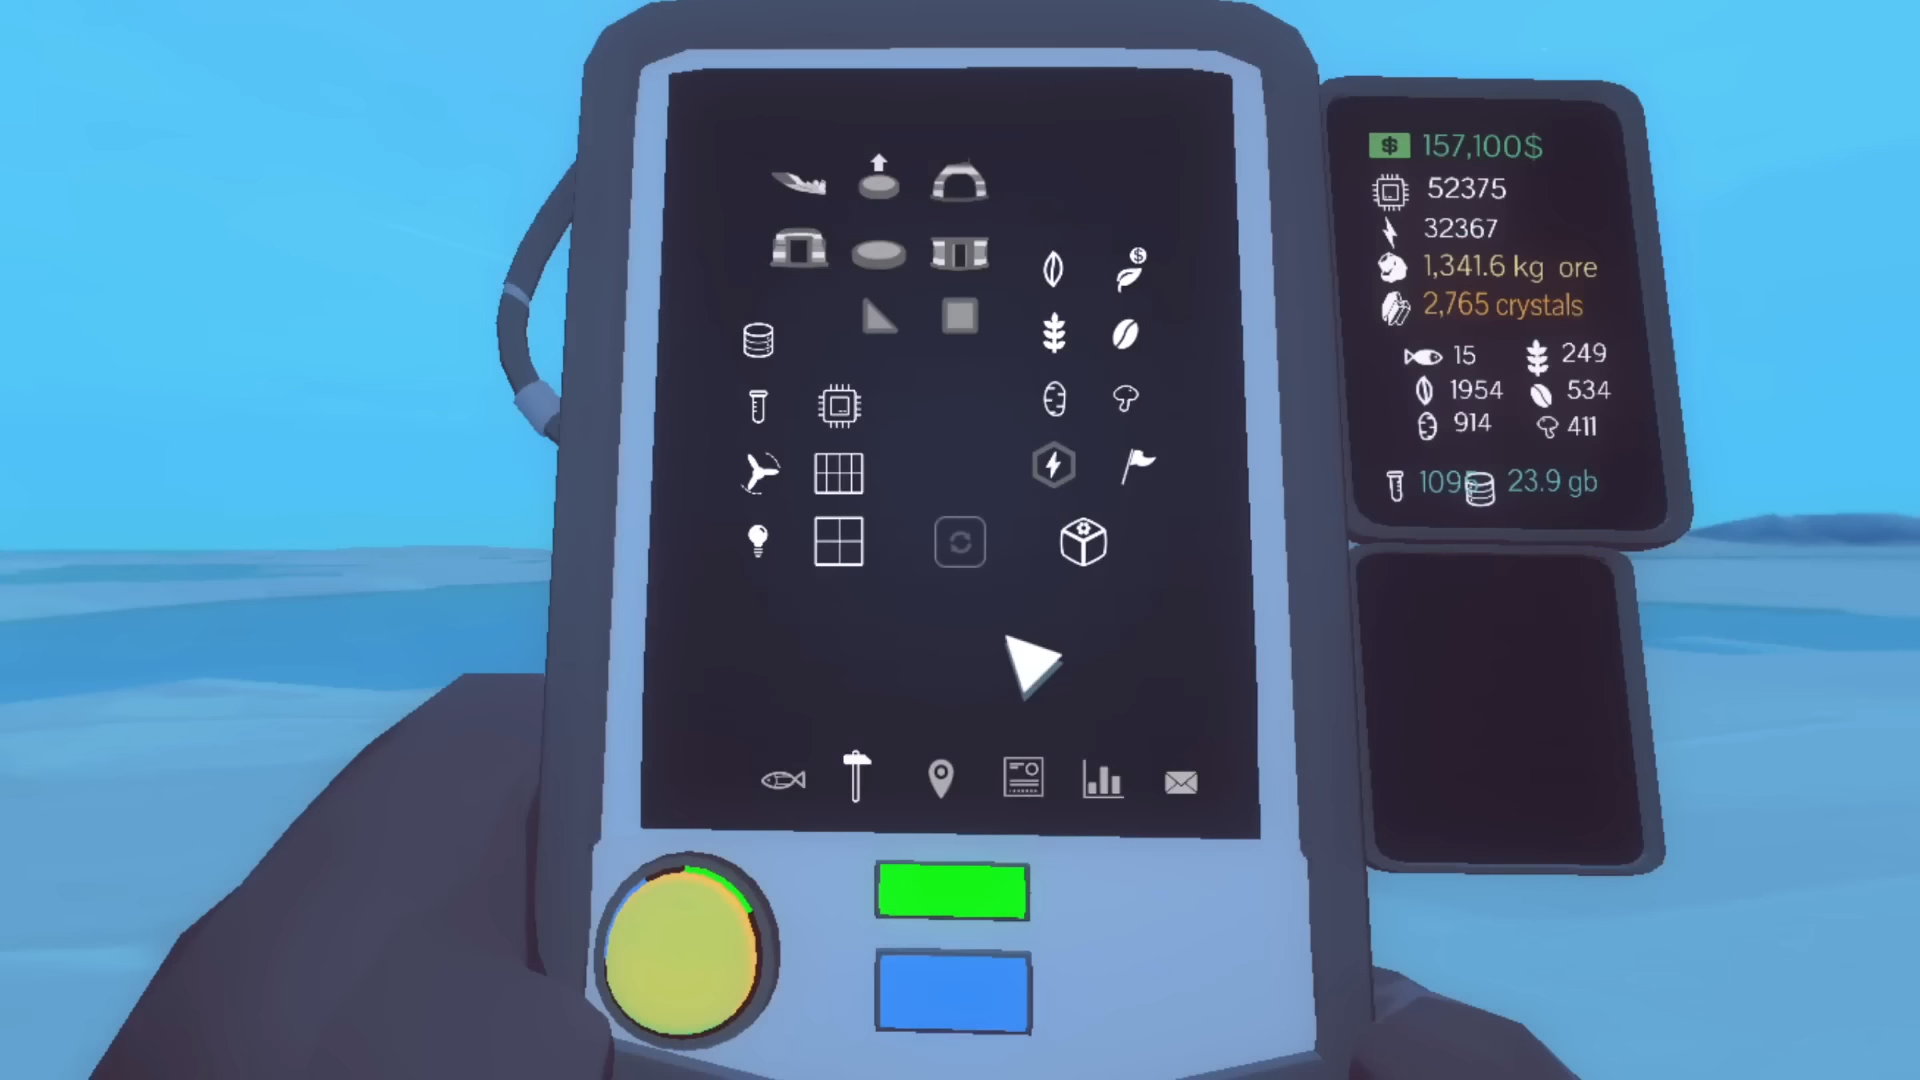 157,100$
52375
32367
1,341.6 kg ore
2,765 crystals
15 249
1954 534
914 411
23.9 gb